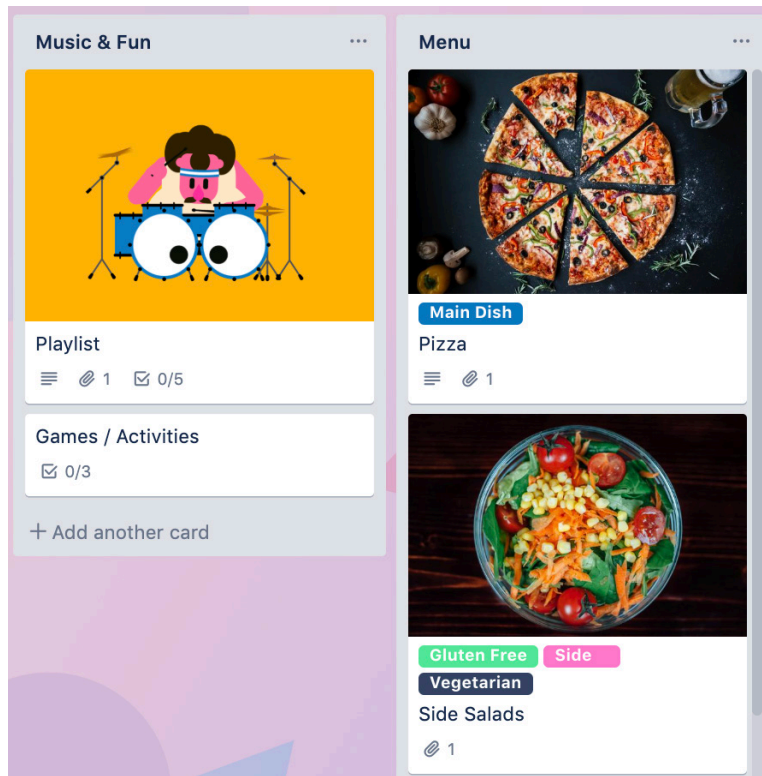 Music & Fun
Playlist
1
0/5
Games / Activities
0/3
+ Add another card
Menu
Main Dish
Pizza
1
Gluten Free
Side
Vegetarian
Side Salads
1